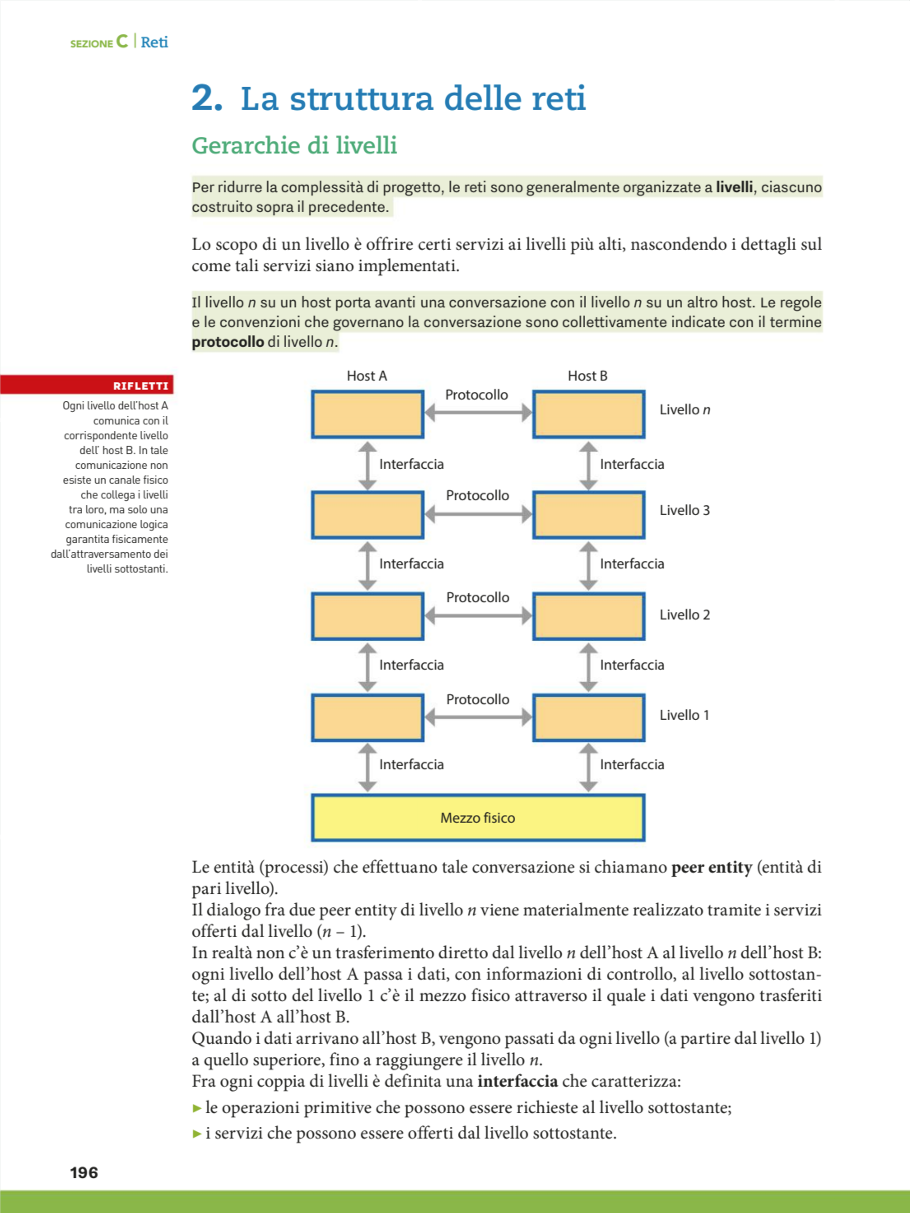 SEZIONE C | Reti
2. La struttura delle reti
Gerarchie di livelli
Per ridurre la complessità di progetto, le reti sono generalmente organizzate a livelli, ciascuno
costruito sopra il precedente.
Lo scopo di un livello è offrire certi servizi ai livelli più alti, nascondendo i dettagli sul
come tali servizi siano implementati.
Il livello n su un host porta avanti una conversazione con il livello n su un altro host. Le regole
e le convenzioni che governano la conversazione sono collettivamente indicate con il termine
protocollo di livello n.
RIFLETTI
Ogni livello dell'host A
comunica con il
corrispondente livello
dell' host B. In tale
comunicazione non
esiste un canale fisico
che collega i livelli
tra loro, ma solo una
comunicazione logica
garantita fisicamente
dall'attraversamento dei
livelli sottostanti.
Host A Host B
Protocollo
Livello n
Interfaccia Interfaccia
Protocollo
Livello 3
Interfaccia Interfaccia
Protocollo
Livello 2
Interfaccia Interfaccia
Protocollo
Livello 1
Interfaccia Interfaccia
Mezzo fisico
Le entità (processi) che effettuano tale conversazione si chiamano peer entity (entità di
pari livello).
Il dialogo fra due peer entity di livello n viene materialmente realizzato tramite i servizi
offerti dal livello (n – 1).
In realtà non c'è un trasferimento diretto dal livello n dell'host A al livello n dell'host B:
ogni livello dell'host A passa i dati, con informazioni di controllo, al livello sottostan-
te; al di sotto del livello 1 c'è il mezzo fisico attraverso il quale i dati vengono trasferiti
dall'host A all'host B.
Quando i dati arrivano all'host B, vengono passati da ogni livello (a partire dal livello 1)
a quello superiore, fino a raggiungere il livello n.
Fra ogni coppia di livelli è definita una interfaccia che caratterizza:
▶ le operazioni primitive che possono essere richieste al livello sottostante;
▶ i servizi che possono essere offerti dal livello sottostante.
196